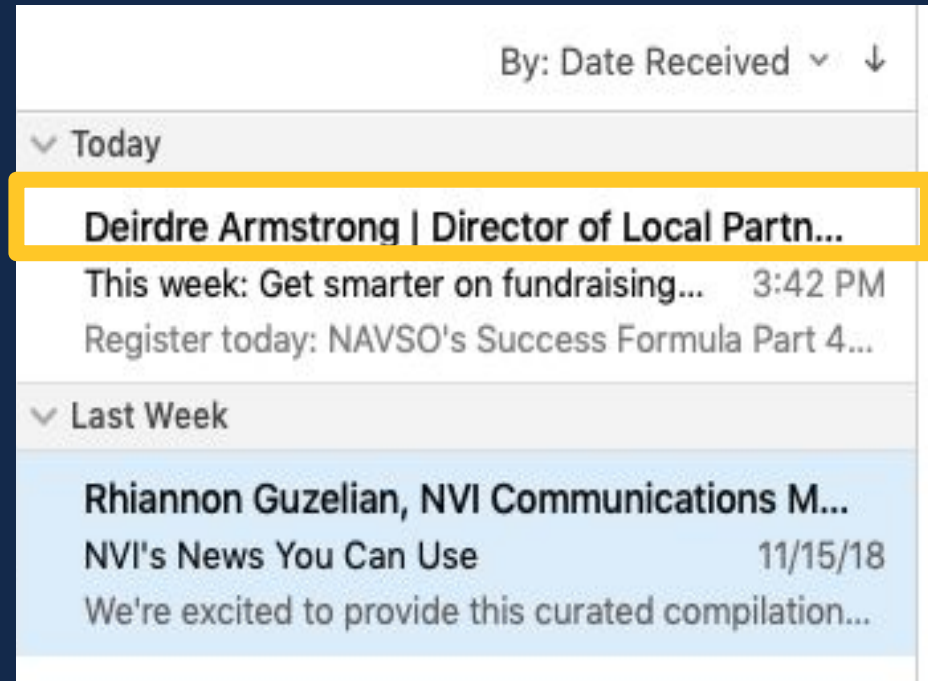 By: Date Received
Today
Deirdre Armstrong | Director of Local Partn...
This week: Get smarter on fundraising... 3:42 PM
Register today: NAVSO's Success Formula Part 4...
Last Week
Rhiannon Guzelian, NVI Communications M...
NVI's News You Can Use 11/15/18
We're excited to provide this curated compilation...